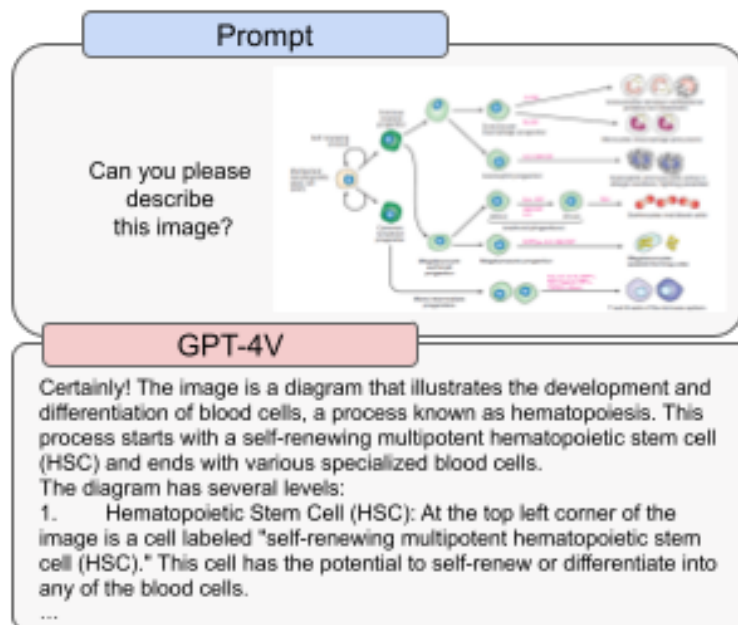 Prompt
Can you please
describe
this image?
GPT-4V
Certainly! The image is a diagram that illustrates the development and
differentiation of blood cells, a process known as hematopoiesis. This
process starts with a self-renewing multipotent hematopoietic stem cell
(HSC) and ends with various specialized blood cells.
The diagram has several levels:
1. Hematopoietic Stem Cell (HSC): At the top left corner of the
image is a cell labeled "self-renewing multipotent hematopoietic stem
cell (HSC)." This cell has the potential to self-renew or differentiate into
any of the blood cells.
...